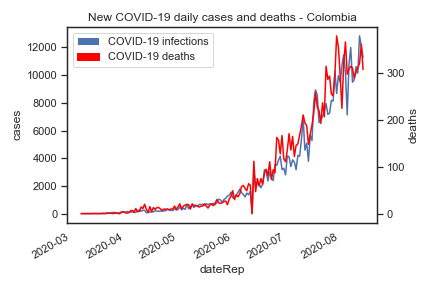 New COVID-19 daily cases and deaths - Colombia
COVID-19 infections
COVID-19 deaths
cases
12000
10000
8000
6000
4000
2000
0
deaths
300
200
100
0
2020-03
2020-04
2020-05
2020-06
2020-07
2020-08
dateRep